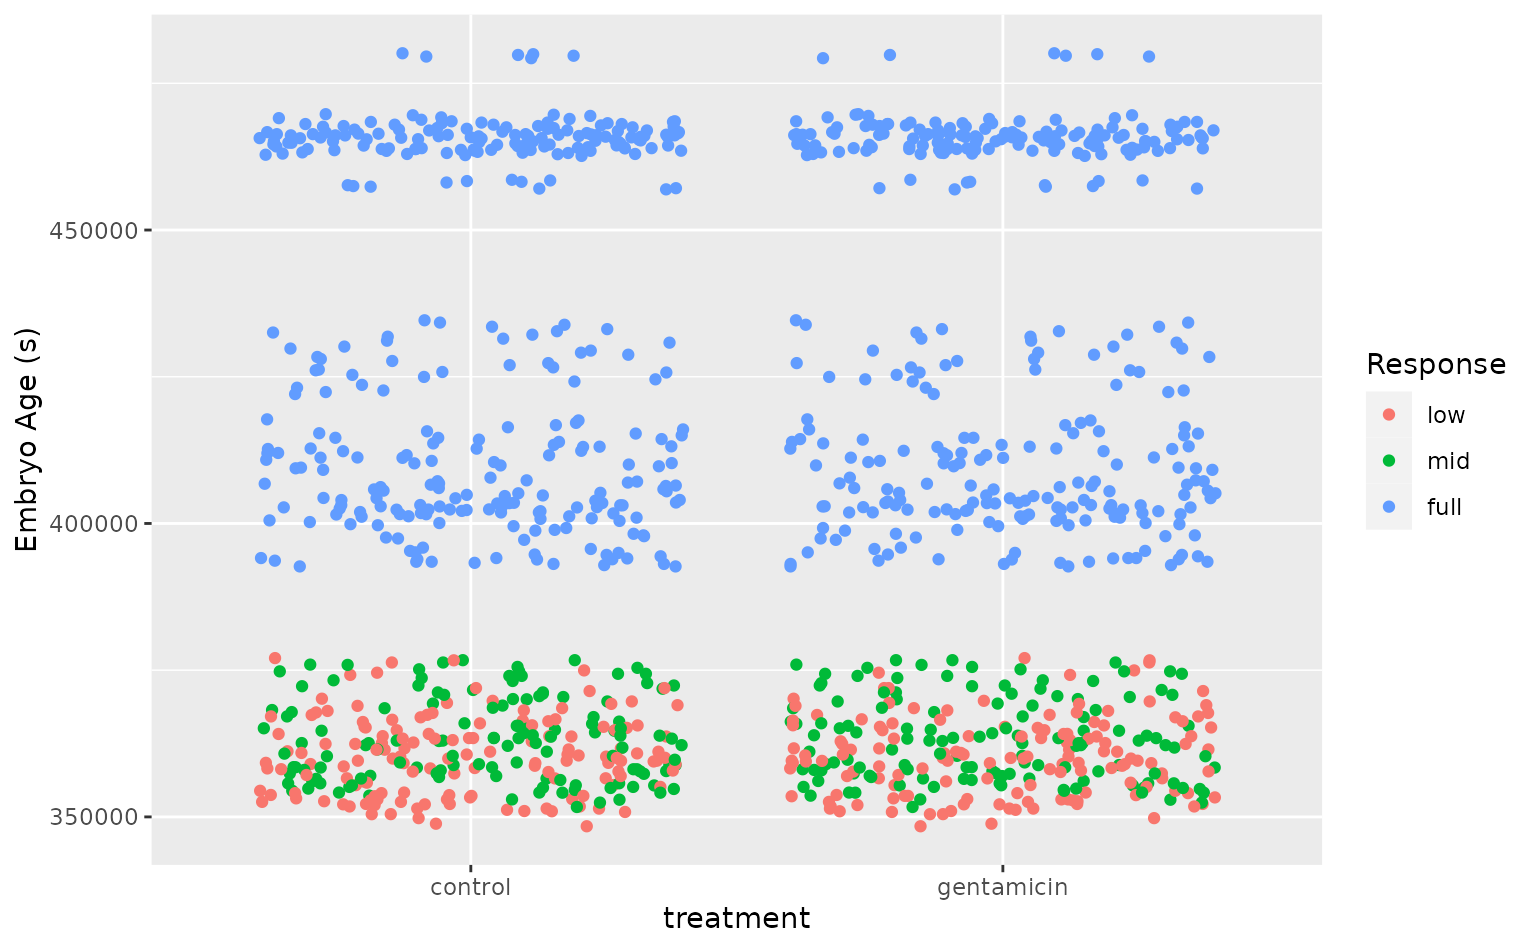 Embryo Age (s)
450000
400000
350000
control
gentamicin
treatment
Response
low
mid
full